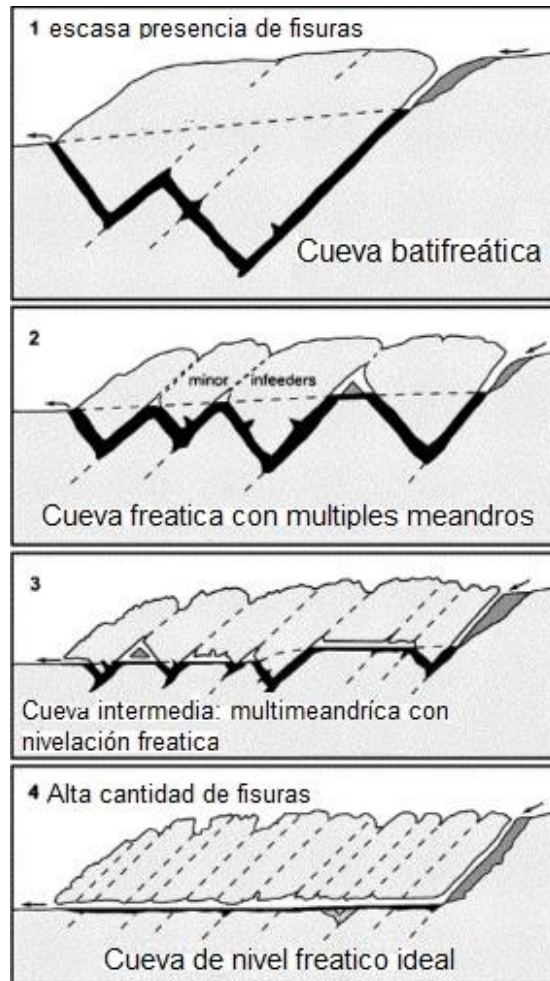 1 escasa presencia de fisuras
Cueva batifreática
2
minor infeeders
Cueva freatica con multiples meandros
3
Cueva intermedia: multimeandríca con
nivelación freatica
4 Alta cantidad de fisuras
Cueva de nivel freatico ideal